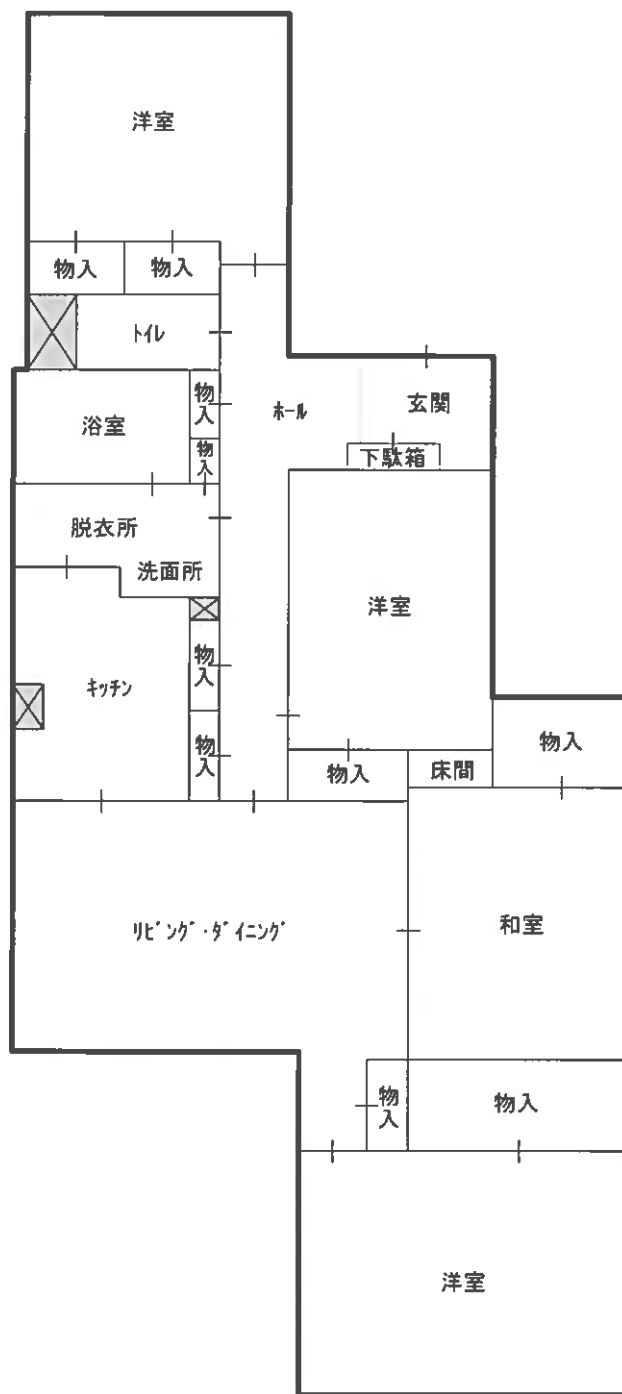 洋室
物入
物入
トイレ
物入
浴室
ホール
玄関
物入
下駄箱
脱衣所
洗面所
洋室
物入
キッチン
物入
物入
物入
床間
リビング・ダイニング
和室
物入
物入
洋室